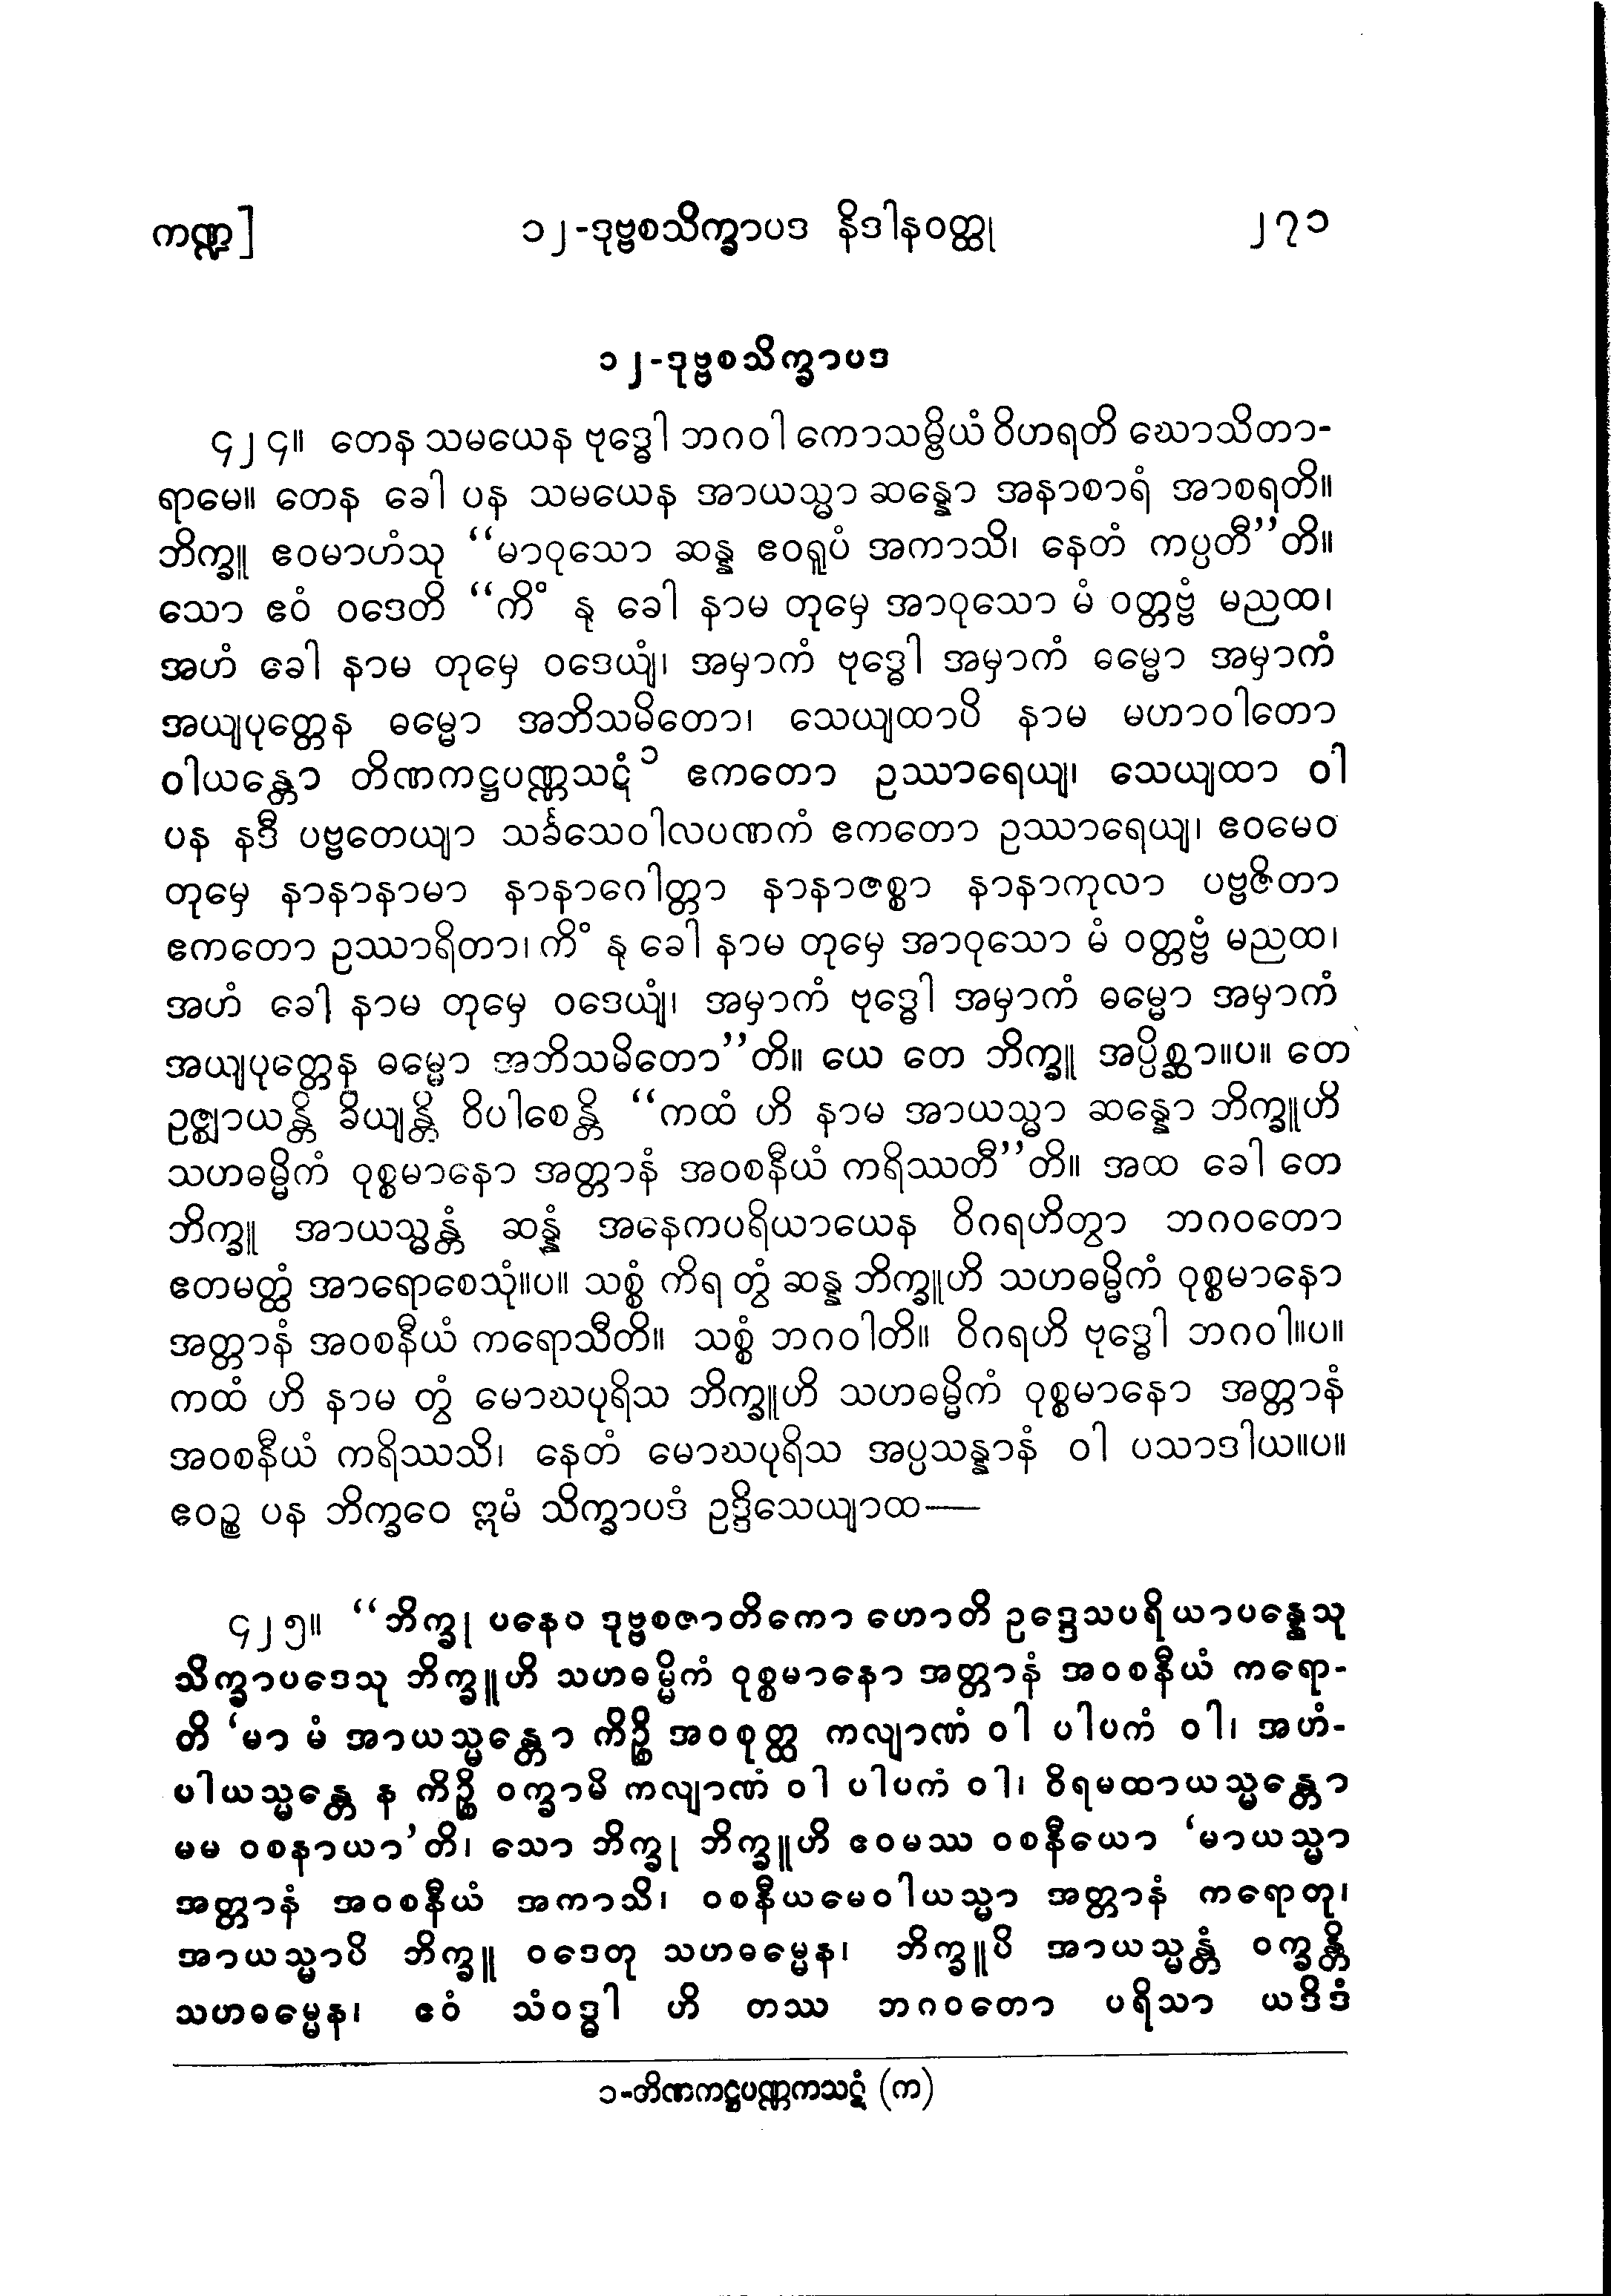 ကဏ္ဍ] ၁၂-ဒုဗ္ဗစသိက္ခာပဒ နိဒါနဝတ္ထု ၂၇၁
၁၂-ဒုဗ္ဗစသိက္ခာပဒ
၄၂၄။ တေန သမယေန ဗုဒ္ဓေါ ဘဂဝါ ကောသမ္ဗိယံ ဝိဟရတိ ဃောသိတာ-
ရာမေ။ တေန ခေါ ပန သမယေန အာယသ္မာ ဆန္နော အနာစာရံ အာစရတိ။
ဘိက္ခူ ဧဝမာဟံသု “မာဝုသော ဆန္န ဧဝရူပံ အကာသိ၊ နေတံ ကပ္ပတီ”တိ။
သော ဧဝံ ဝဒေတိ “ကိံ နု ခေါ နာမ တုမှေ အာဝုသော မံ ဝတ္တဗ္ဗံ မညထ၊
အဟံ ခေါ နာမ တုမှေ ဝဒေယျံ၊ အမှာကံ ဗုဒ္ဓေါ အမှာကံ ဓမ္မော အမှာကံ
အယျပုတ္တေန ဓမ္မော အဘိသမိတော၊ သေယျထာပိ နာမ မဟာဝါတော
ဝါယန္တော တိဏကဋ္ဌပဏ္ဏသဋံ ၁ ဧကတော ဥဿာရေယျ၊ သေယျထာ ဝါ
ပန နဒီ ပဗ္ဗတေယျာ သင်္ခသေဝါလပဏကံ ဧကတော ဥဿာရေယျ၊ ဧဝမေဝ
တုမှေ နာနာနာမာ နာနာဂေါတ္တာ နာနာဇစ္စာ နာနာကုလာ ပဗ္ဗဇိတာ
ဧကတော ဥဿာရိတာ၊ ကိံ နု ခေါ နာမ တုမှေ အာဝုသော မံ ဝတ္တဗ္ဗံ မညထ၊
အဟံ ခေါ နာမ တုမှေ ဝဒေယျံ၊ အမှာကံ ဗုဒ္ဓေါ အမှာကံ ဓမ္မော အမှာကံ
အယျပုတ္တေန ဓမ္မော အဘိသမိတော”တိ။ ယေ တေ ဘိက္ခူ အပ္ပိစ္ဆာ။ပ။ တေ
ဥဇ္ဈာယန္တိ ခိယျန္တိ ဝိပါစေန္တိ “ကထံ ဟိ နာမ အာယသ္မာ ဆန္နော ဘိက္ခူဟိ
သဟဓမ္မိကံ ဝုစ္စမာနော အတ္တာနံ အဝစနီယံ ကရိဿတီ”တိ။ အထ ခေါ တေ
ဘိက္ခူ အာယသ္မန္တံ ဆန္နံ အနေကပရိယာယေန ဝိဂရဟိတွာ ဘဂဝတော
ဧတမတ္ထံ အာရောစေသုံ။ပ။ သစ္စံ ကိရ တွံ ဆန္န ဘိက္ခူဟိ သဟဓမ္မိကံ ဝုစ္စမာနော
အတ္တာနံ အဝစနီယံ ကရောသီတိ။ သစ္စံ ဘဂဝါတိ။ ဝိဂရဟိ ဗုဒ္ဓေါ ဘဂဝါ။ပ။
ကထံ ဟိ နာမ တွံ မောဃပုရိသ ဘိက္ခူဟိ သဟဓမ္မိကံ ဝုစ္စမာနော အတ္တာနံ
အဝစနီယံ ကရိဿသိ၊ နေတံ မောဃပုရိသ အပ္ပသန္နာနံ ဝါ ပသာဒါယ။ပ။
ဧဝဉ္စ ပန ဘိက္ခဝေ ဣမံ သိက္ခာပဒံ ဥဒ္ဒိသေယျာထ—
၄၂၅။ “ဘိက္ခု ပနေဝ ဒုဗ္ဗစဇာတိကော ဟောတိ ဥဒ္ဒေသပရိယာပန္နေသု
သိက္ခာပဒေသု ဘိက္ခူဟိ သဟဓမ္မိကံ ဝုစ္စမာနော အတ္တာနံ အဝစနီယံ ကရော-
တိ ‘မာ မံ အာယသ္မန္တော ကိဉ္စိ အဝစုတ္ထ ကလျာဏံ ဝါ ပါပကံ ဝါ၊ အဟံ-
ပါယသ္မန္တေ န ကိဉ္စိ ဝက္ခာမိ ကလျာဏံ ဝါ ပါပကံ ဝါ၊ ဝိရမထာယသ္မန္တော
မမ ဝစနာယာ’တိ၊ သော ဘိက္ခု ဘိက္ခူဟိ ဧဝမဿ ဝစနီယော ‘မာယသ္မာ
အတ္တာနံ အဝစနီယံ အကာသိ၊ ဝစနီယမေဝါယသ္မာ အတ္တာနံ ကရောတု၊
အာယသ္မာပိ ဘိက္ခူ ဝဒေတု သဟဓမ္မေန၊ ဘိက္ခူပိ အာယသ္မန္တံ ဝက္ခန္တိ
သဟဓမ္မေန၊ ဧဝံ သံဝဒ္ဓါ ဟိ တဿ ဘဂဝတော ပရိသာ ယဒိဒံ
၁-တိဏကဋ္ဌပဏ္ဏကသဋံ (က)